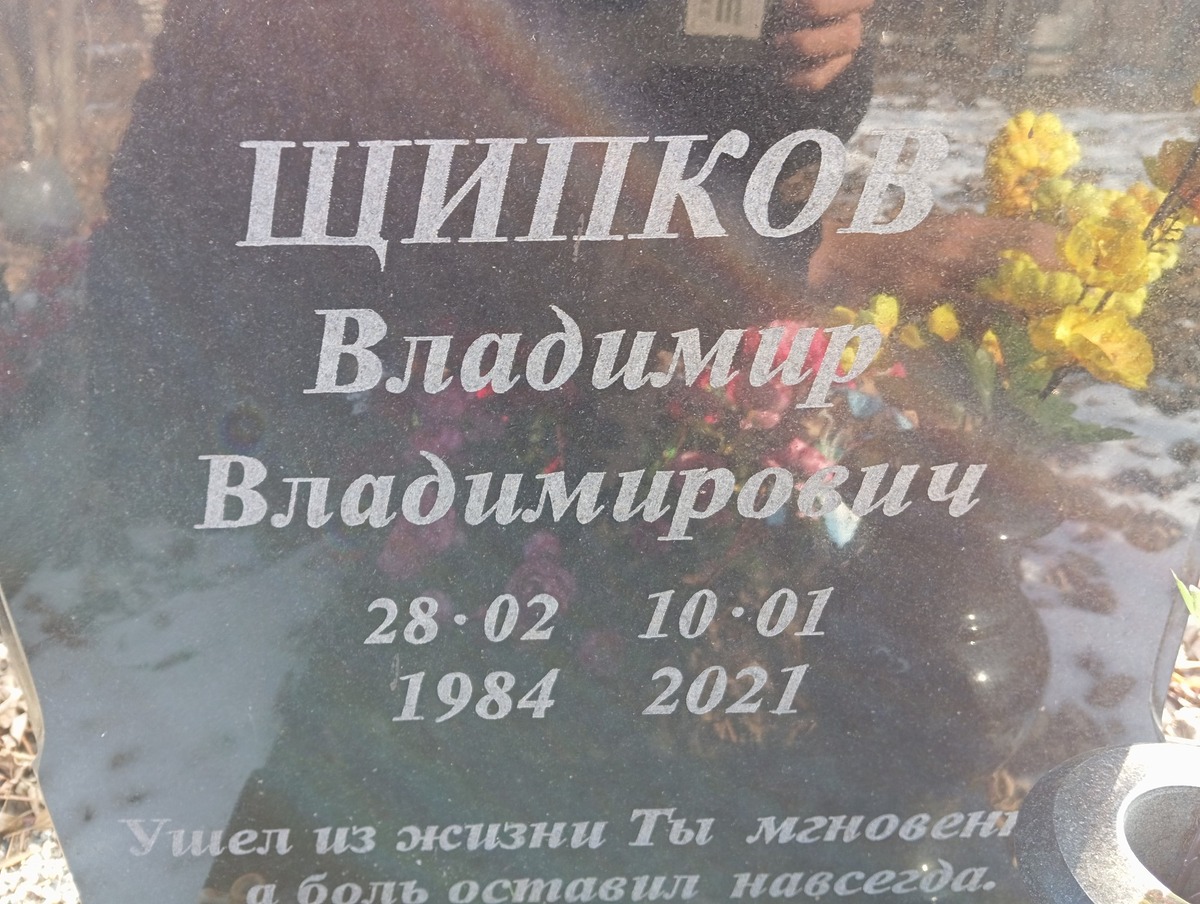 ЩИПКОВ
Владимир
Владимирович
28·02 10·01
1984 2021
Ушел из жизни Ты
а боль оставил навсегда.